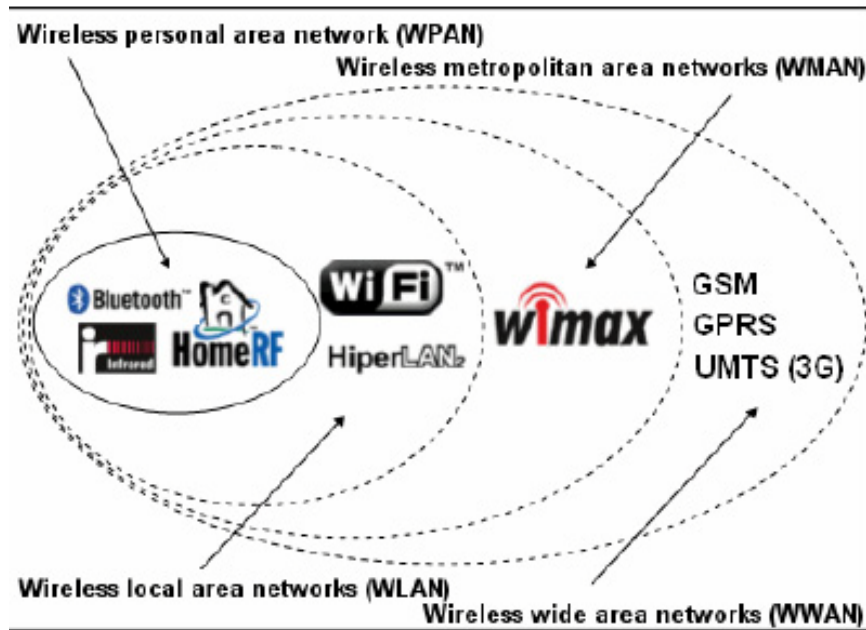 Wireless personal area network (WPAN)
Wireless metropolitan area networks (WMAN)
Bluetooth™
Infrared
HomeRF™
WiFi™
HiperLAN2
wimax
GSM
GPRS
UMTS (3G)
Wireless local area networks (WLAN)
Wireless wide area networks (WWAN)